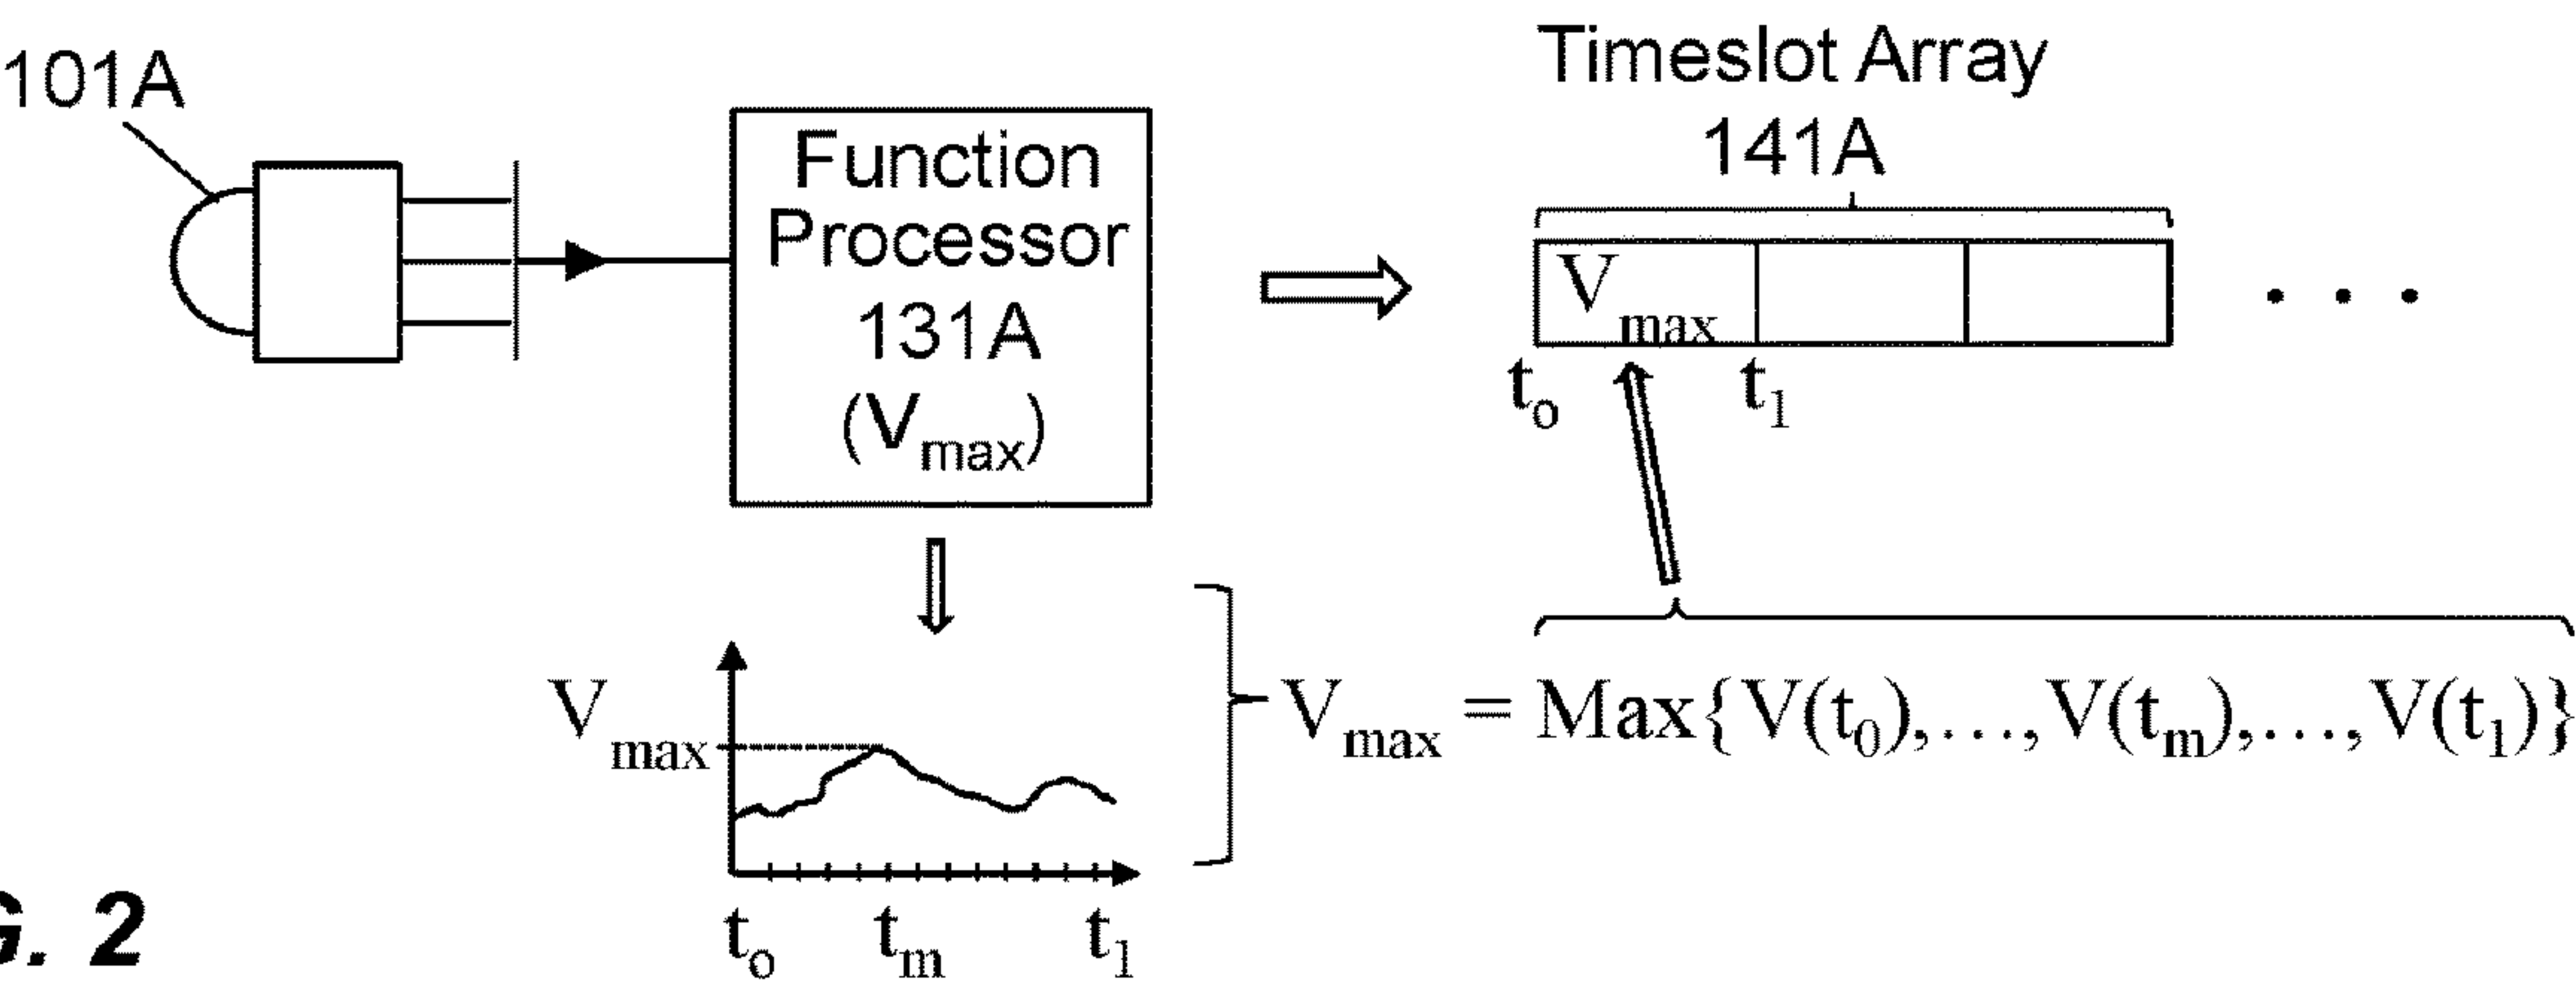 101A
Function
Processor
131A
(Vmax)
Timeslot Array
141A
Vmax
to
t1
. . .
Vmax
to
tm
t1
Vmax = Max{V(t0),…,V(tm),…,V(t1)}
G. 2